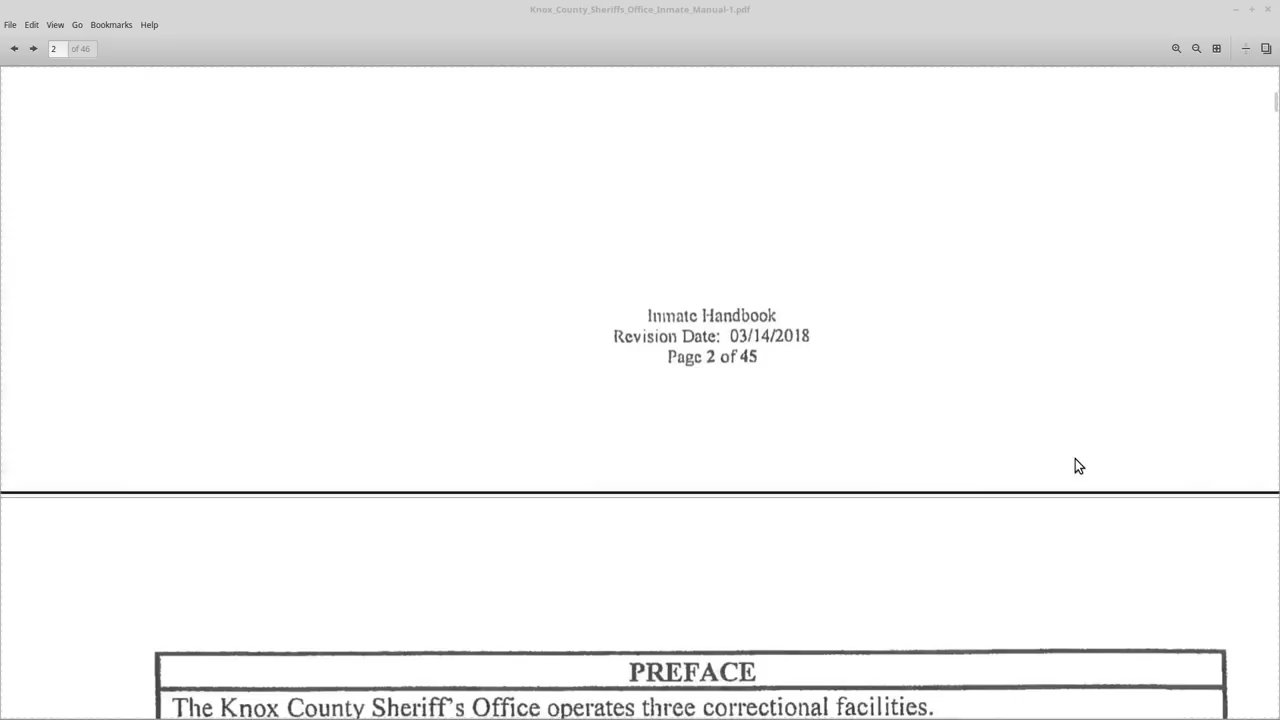 Knox_County_Sheriffs_Office_Inmate_Manual-1.pdf
File Edit View Go Bookmarks Help
2 of 46
Inmate Handbook
Revision Date: 03/14/2018
Page 2 of 45
PREFACE
The Knox County Sheriff's Office operates three correctional facilities.